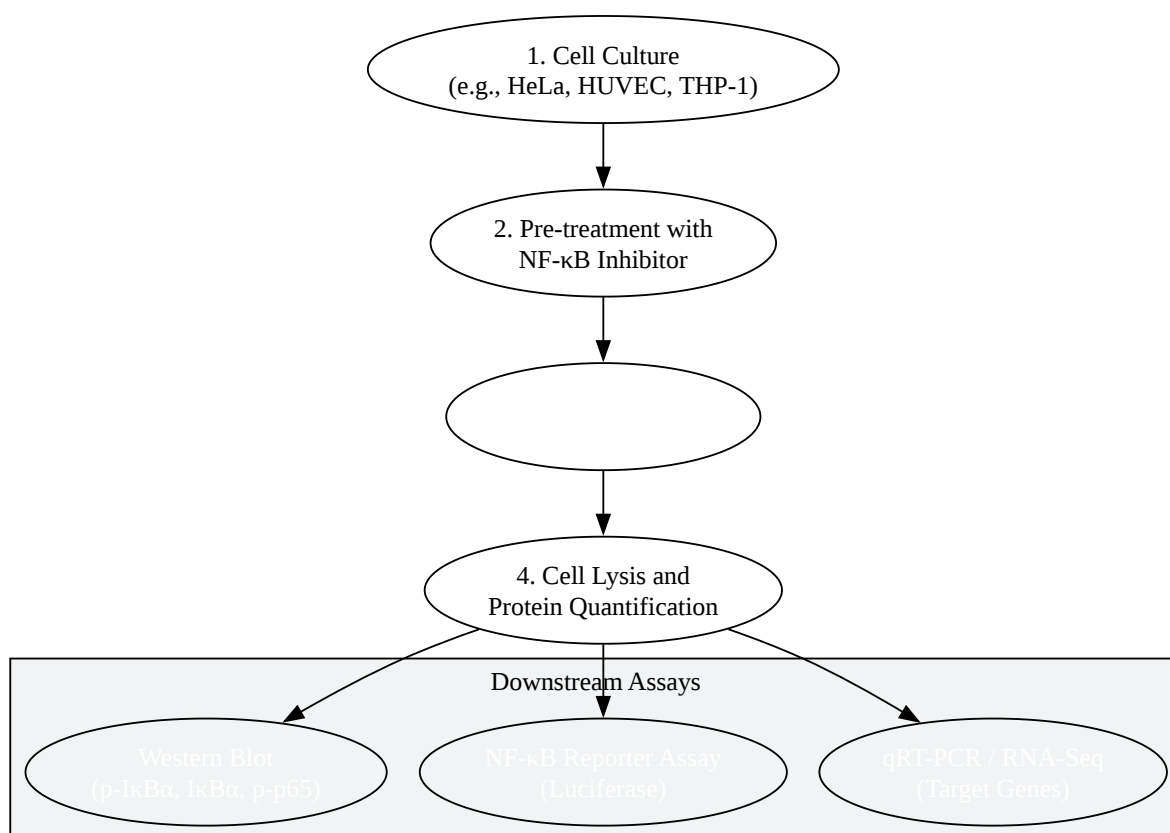 1. Cell Culture
(e.g., HeLa, HUVEC, THP-1)
2. Pre-treatment with
NF-κB Inhibitor
4. Cell Lysis and
Protein Quantification
Downstream Assays
Western Blot
(p-IκBα, IκBα, p-p65)
NF-κB Reporter Assay
(Luciferase)
qRT-PCR / RNA-Seq
(Target Genes)